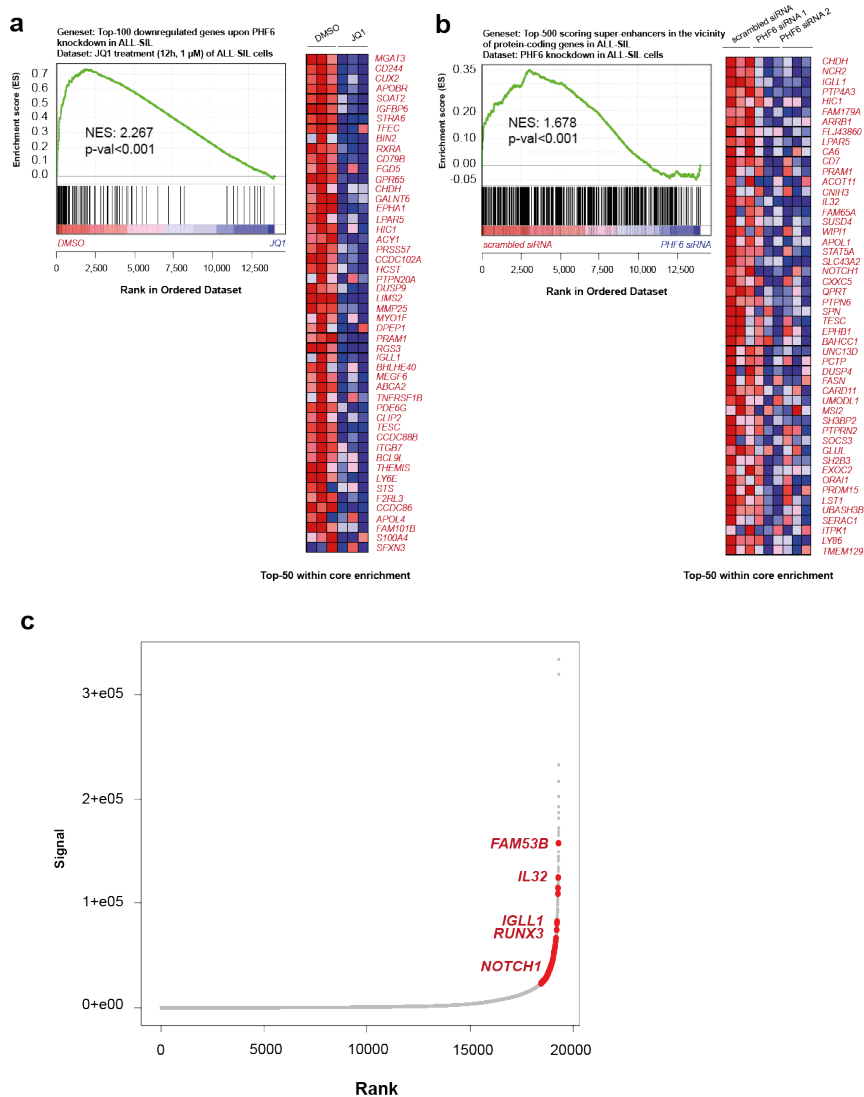 a
Geneset: Top-100 downregulated genes upon PHF6
knockdown in ALL-SIL
Dataset: JQ1 treatment (12h, 1 µM) of ALL-SIL cells
Enrichment score (ES)
0.7
0.6
0.5
0.4
0.3
0.2
0.1
0.0
NES: 2.267
p-val<0.001
DMSO
JQ1
0
2,500
5,000
7,500
10,000
12,500
Rank in Ordered Dataset
DMSO
JQ1
MGAT3
CD244
CUX2
APOBR
SOAT2
IGFBP6
STRA6
TFEC
BIN2
RXRA
CD79B
FGD5
GPR65
CHDH
GALNT6
EPHA1
LPAR5
HIC1
ACY1
PRSS57
CCDC102A
HCST
PTPN20A
DUSP9
LIMS2
MMP25
MYO1F
DPEP1
PRAM1
RGS3
IGLL1
BHLHE40
MEGF6
ABCA2
TNFRSF1B
PDE6G
CLIP2
TESC
CCDC88B
ITGB7
BCL9L
THEMIS
LY6E
STS
F2RL3
CCDC86
APOL4
FAM101B
S100A4
SFXN3
Top-50 within core enrichment
b
Geneset: Top-500 scoring super-enhancers in the vicinity
of protein-coding genes in ALL-SIL
Dataset: PHF6 knockdown in ALL-SIL cells
Enrichment score (ES)
0.35
0.20
0.10
0.00
-0.05
NES: 1.678
p-val<0.001
scrambled siRNA
PHF6 siRNA
0
2,500
5,000
7,500
10,000
12,500
Rank in Ordered Dataset
scrambled siRNA
PHF6 siRNA 1
PHF6 siRNA 2
CHDH
NCR2
IGLL1
PTP4A3
HIC1
FAM179A
ARRB1
FLJ43860
LPAR5
CA6
CD7
PRAM1
ACOT11
CNIH3
IL32
FAM65A
SUSD4
WIPI1
APOL1
STAT5A
SLC43A2
NOTCH1
CXXC5
QPRT
PTPN6
SPN
TESC
EPHB1
BAHCC1
UNC13D
PCTP
DUSP4
FASN
CARD11
UMODL1
MSI2
SH3BP2
PTPRN2
SOCS3
GLUL
SH2B3
EXOC2
ORAI1
PRDM15
LST1
UBASH3B
SERAC1
ITPK1
LY86
TMEM129
Top-50 within core enrichment
c
Signal
3+e05
2+e05
1+e05
0+e00
FAM53B
IL32
IGLL1
RUNX3
NOTCH1
0
5000
10000
15000
20000
Rank